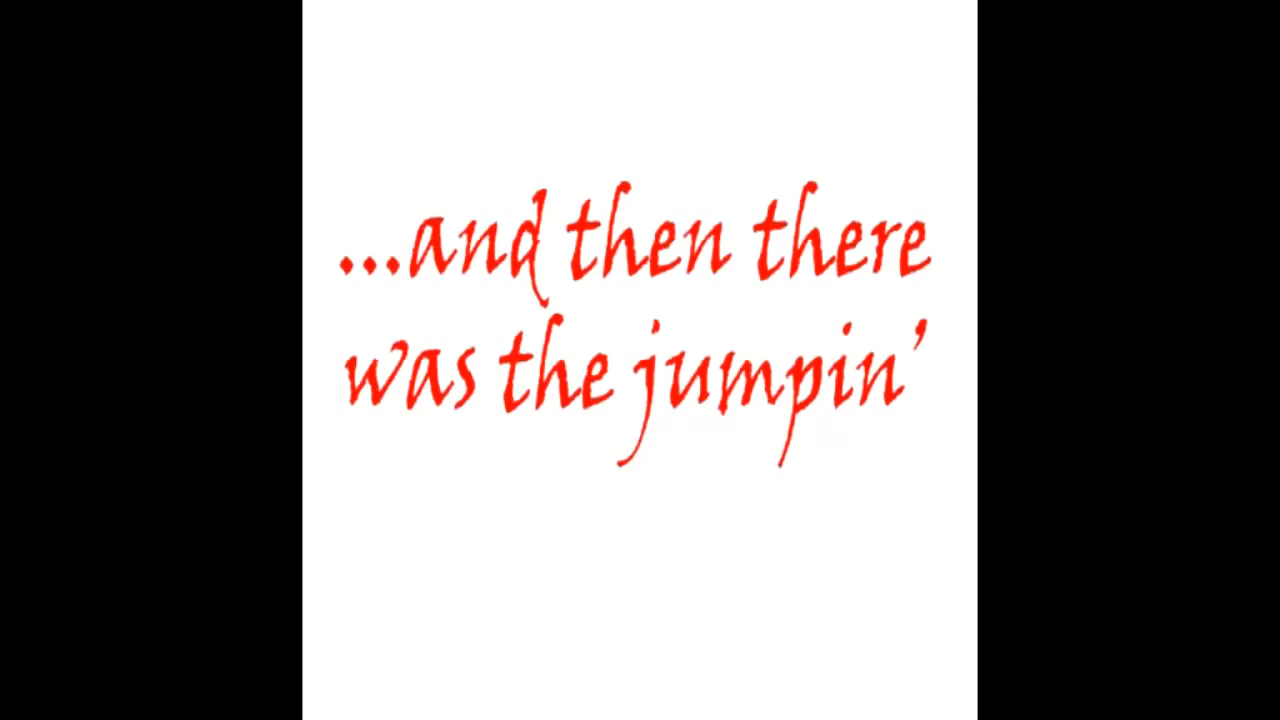 ...and then there
was the jumpin’